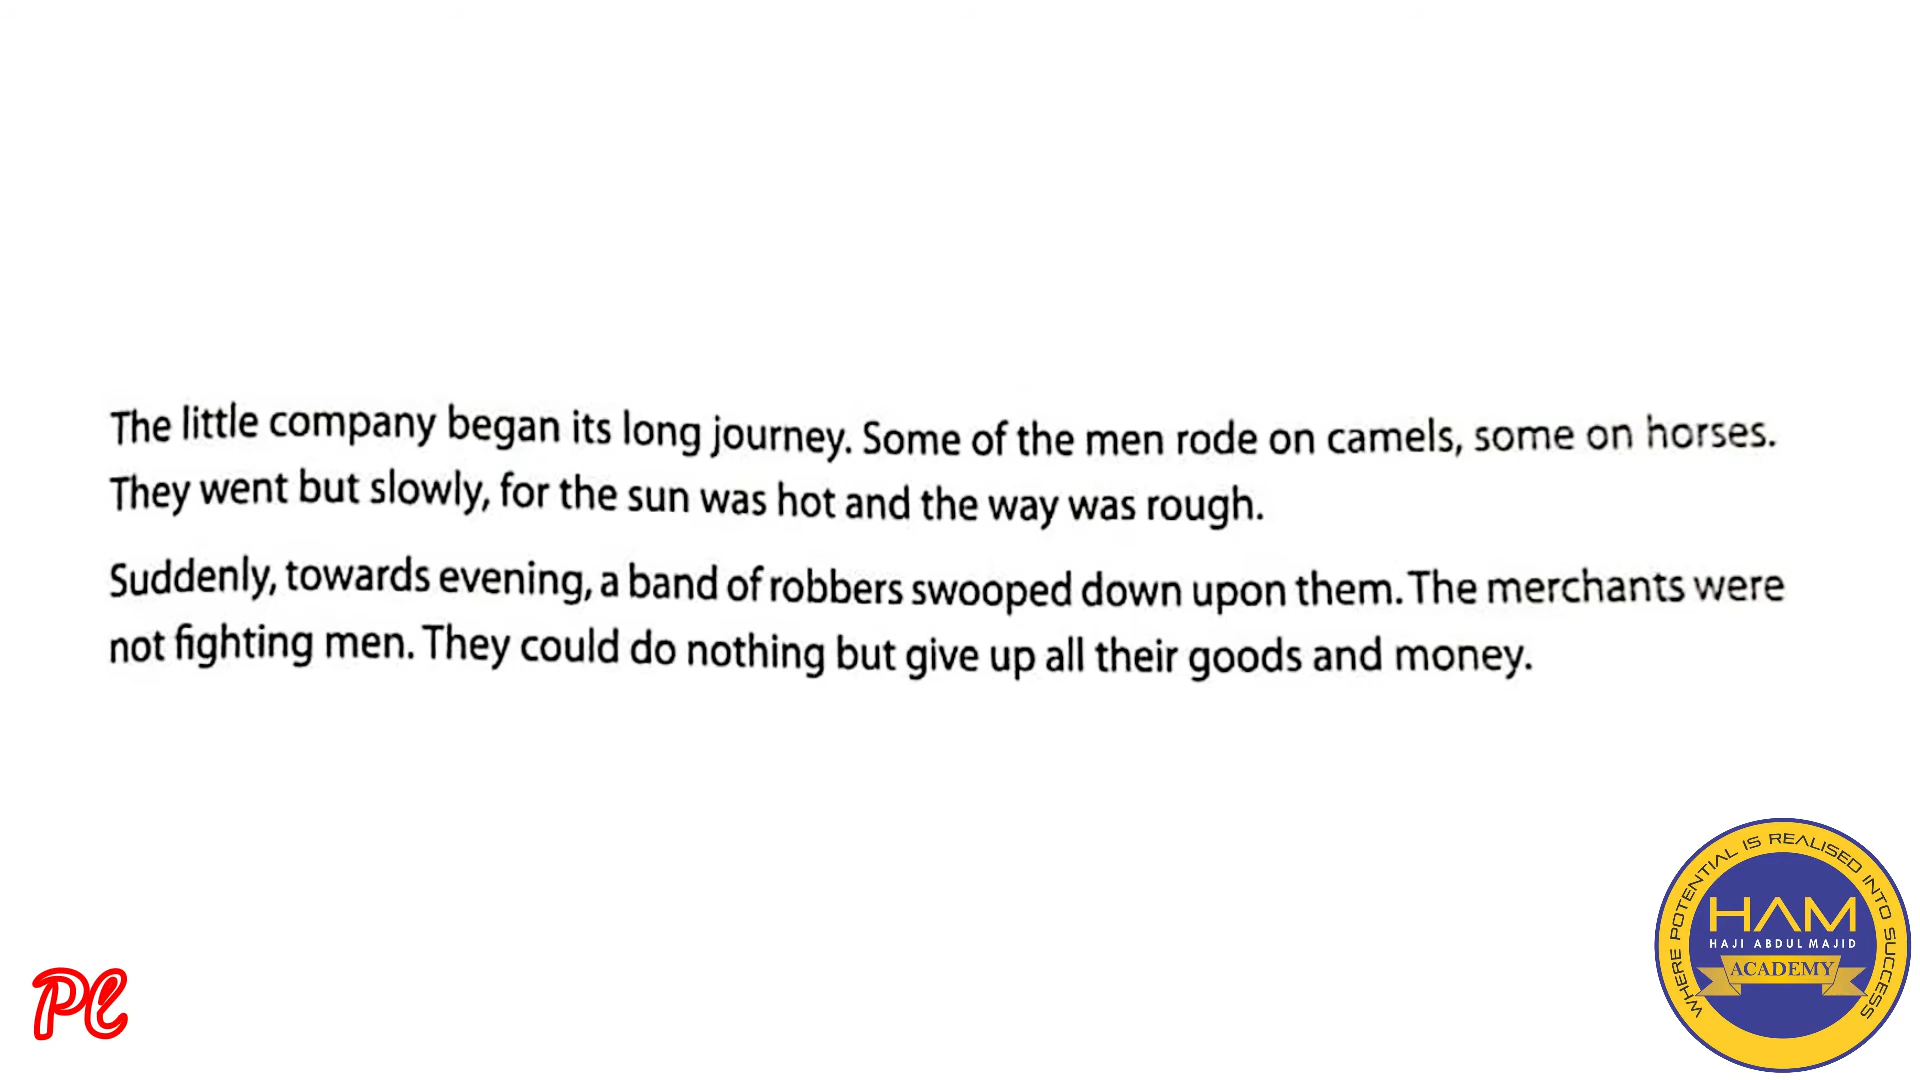 The little company began its long journey. Some of the men rode on camels, some on horses.
They went but slowly, for the sun was hot and the way was rough.
Suddenly, towards evening, a band of robbers swooped down upon them. The merchants were
not fighting men. They could do nothing but give up all their goods and money.
PL
WHERE POTENTIAL IS REALISED INTO SUCCESS
HAM
HAJI ABDUL MAJID
ACADEMY